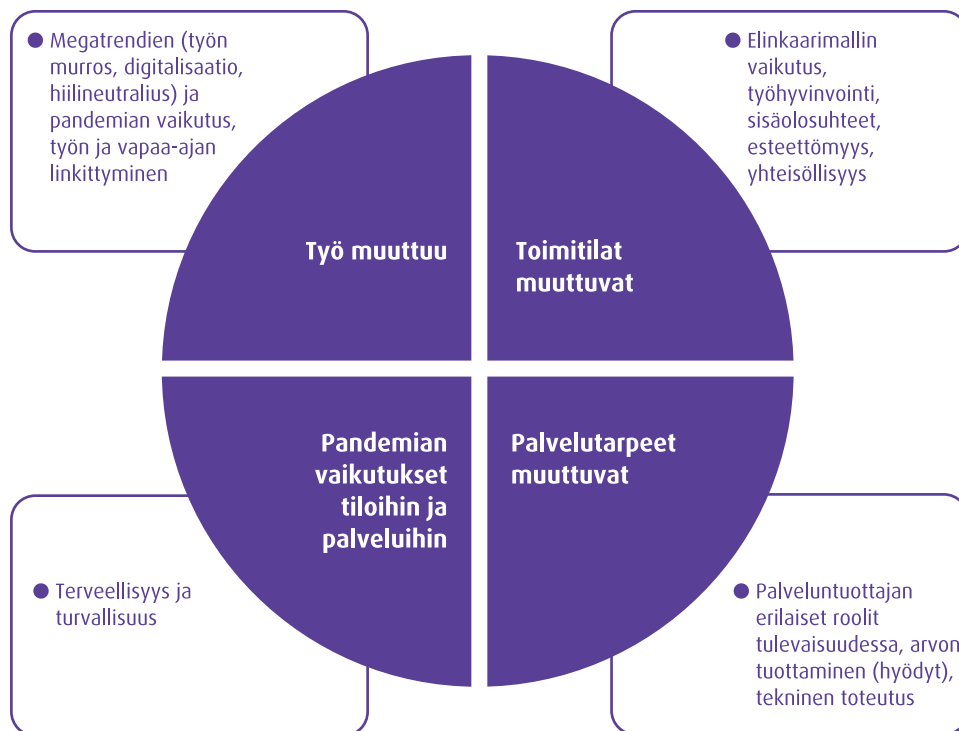 Megatrendien (työn
murros, digitalisaatio,
hiilineutralius) ja
pandemian vaikutus,
työn ja vapaa-ajan
linkittyminen
Työ muuttuu
Elinkaarimallin
vaikutus,
työhyvinvointi,
sisäolosuhteet,
esteettömyys,
yhteisöllisyys
Toimitilat
muuttuvat
Pandemian
vaikutukset
tiloihin ja
palveluihin
Terveellisyys ja
turvallisuus
Palvelutarpeet
muuttuvat
Palveluntuottajan
erilaiset roolit
tulevaisuudessa, arvon
tuottaminen (hyödyt),
tekninen toteutus